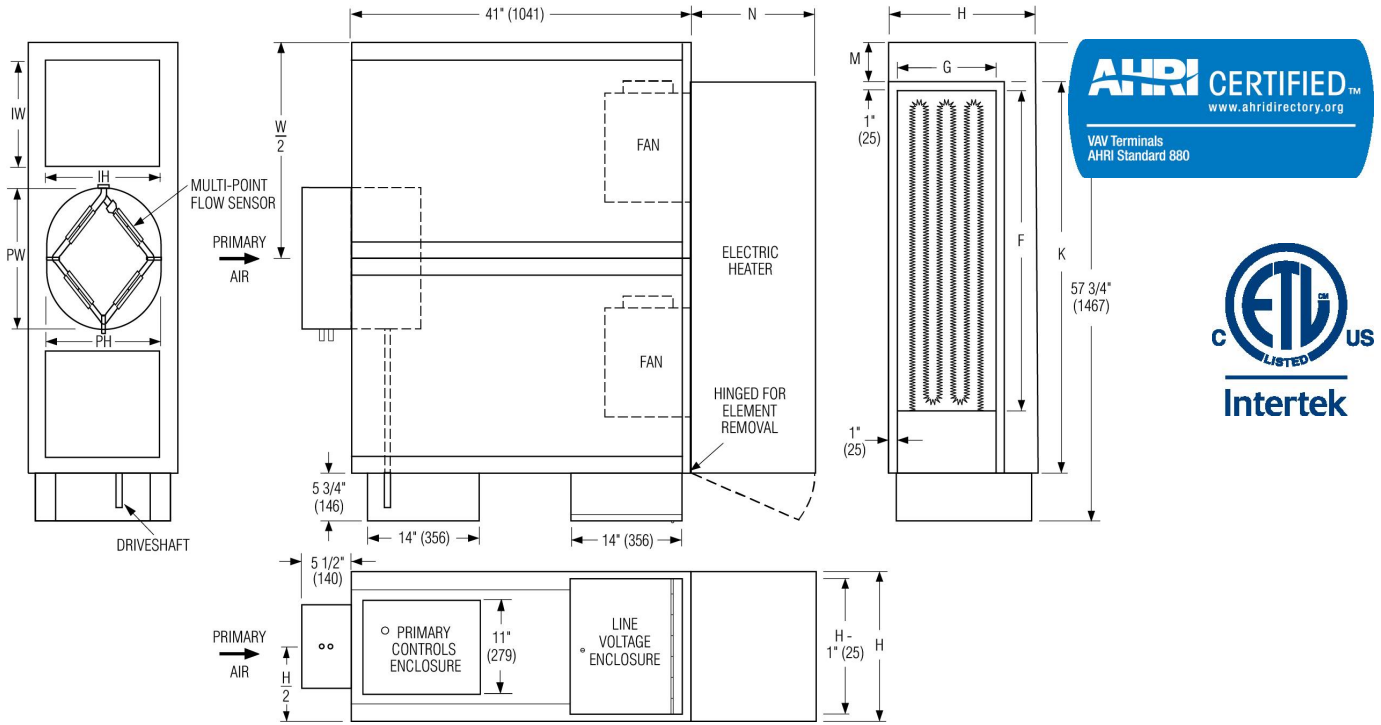 IW
IH
MULTI-POINT
FLOW SENSOR
PW
PH
DRIVESHAFT
41" (1041)
N
W
2
PRIMARY
AIR
FAN
FAN
ELECTRIC
HEATER
HINGED FOR
ELEMENT
REMOVAL
5 3/4"
(146)
14" (356)
14" (356)
H
M
G
1"
(25)
F
K
57 3/4"
(1467)
1"
(25)
AHRI CERTIFIED™
www.ahridirectory.org
VAV Terminals
AHRI Standard 880
ETL
CM
C
US
LISTED
Intertek
5 1/2"
(140)
PRIMARY
AIR
H
2
PRIMARY
CONTROLS
ENCLOSURE
11"
(279)
LINE
VOLTAGE
ENCLOSURE
H -
1" (25)
H